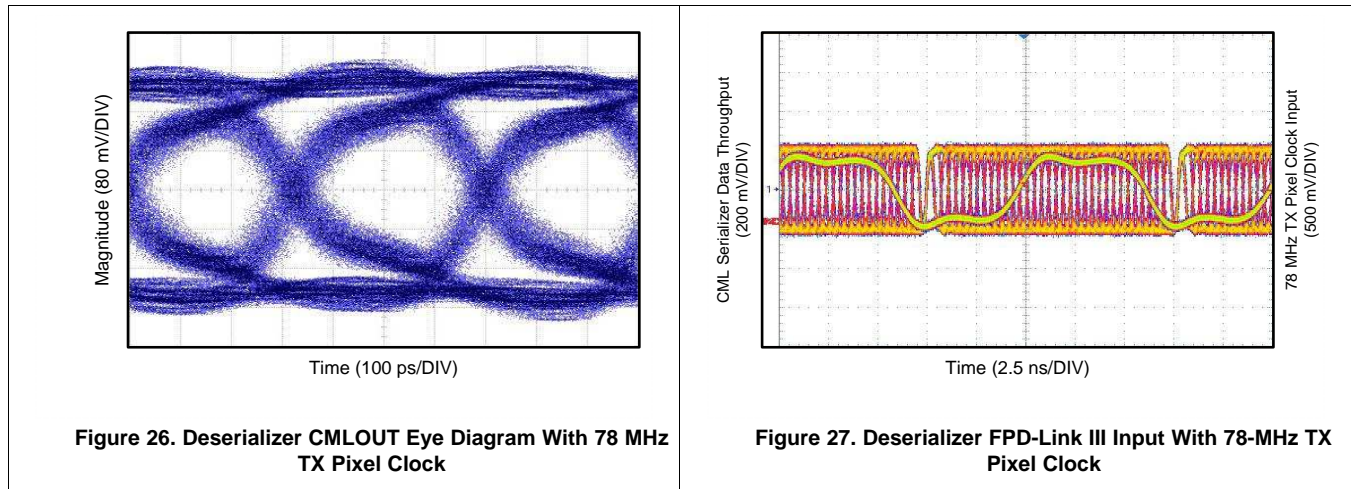 Magnitude (80 mV/DIV)
Time (100 ps/DIV)
Figure 26. Deserializer CMLOUT Eye Diagram With 78 MHz
TX Pixel Clock
CML Serializer Data Throughput
(200 mV/DIV)
1
78 MHz TX Pixel Clock Input
(500 mV/DIV)
Time (2.5 ns/DIV)
Figure 27. Deserializer FPD-Link III Input With 78-MHz TX
Pixel Clock